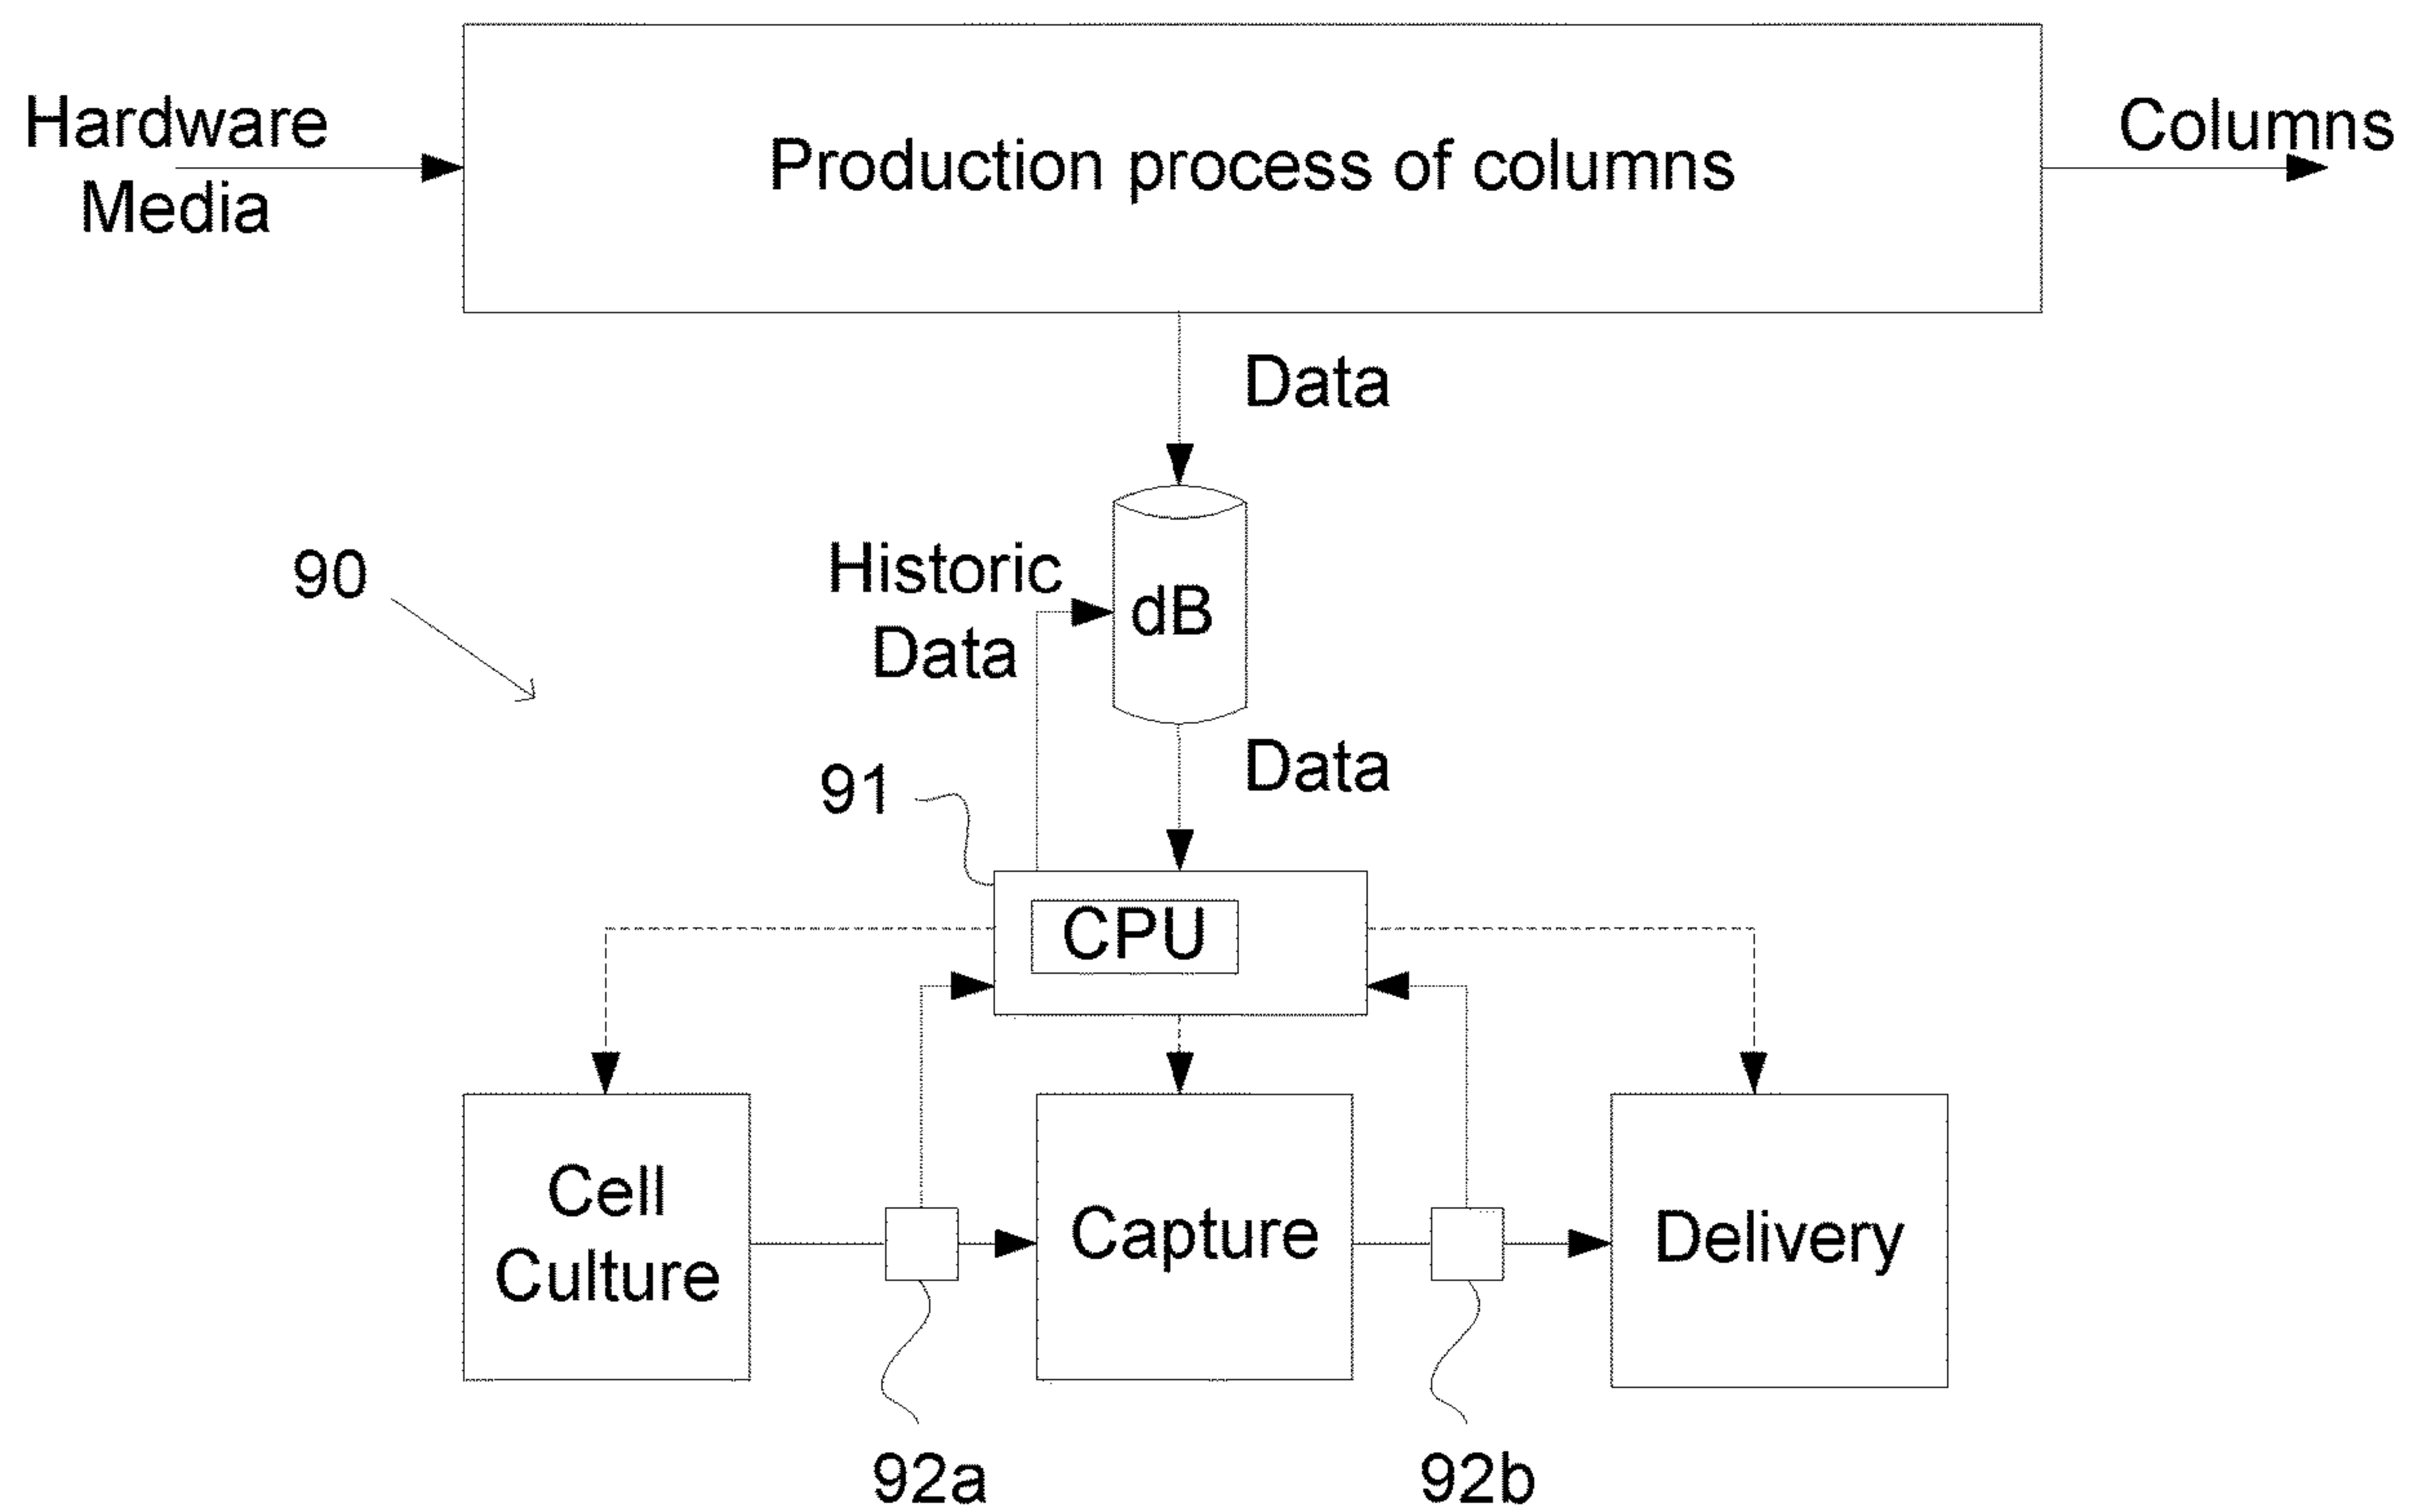 Hardware
Media
Production process of columns
Columns
Data
Historic
Data
dB
90
Data
91
CPU
Cell
Culture
Capture
Delivery
92a
92b